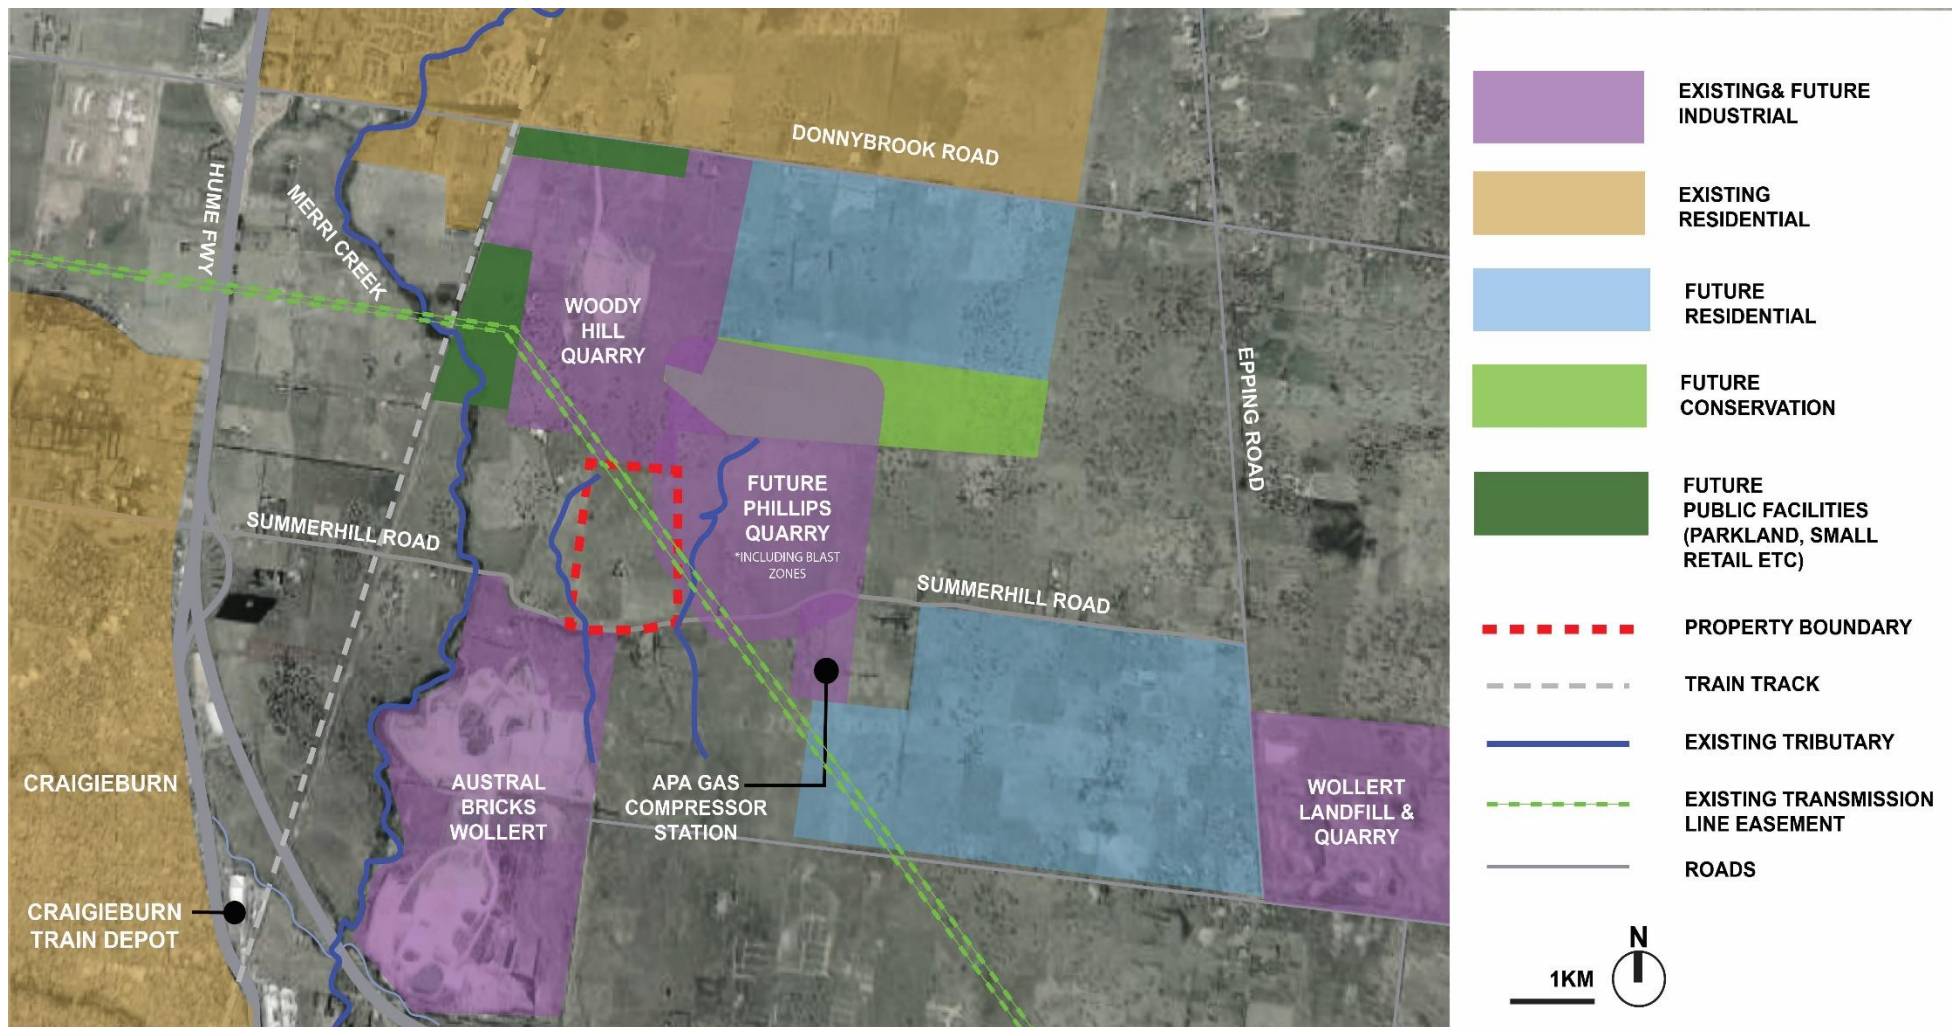 DONNYBROOK ROAD
HUME FWY
MERRI CREEK
WOODY
HILL
QUARRY
EPPING ROAD
SUMMERHILL ROAD
FUTURE
PHILLIPS
QUARRY
*INCLUDING BLAST
ZONES
SUMMERHILL ROAD
CRAIGIEBURN
AUSTRAL
BRICKS
WOLLERT
APA GAS
COMPRESSOR
STATION
WOLLERT
LANDFILL &
QUARRY
CRAIGIEBURN
TRAIN DEPOT
EXISTING& FUTURE
INDUSTRIAL
EXISTING
RESIDENTIAL
FUTURE
RESIDENTIAL
FUTURE
CONSERVATION
FUTURE
PUBLIC FACILITIES
(PARKLAND, SMALL
RETAIL ETC)
PROPERTY BOUNDARY
TRAIN TRACK
EXISTING TRIBUTARY
EXISTING TRANSMISSION
LINE EASEMENT
ROADS
1KM
N